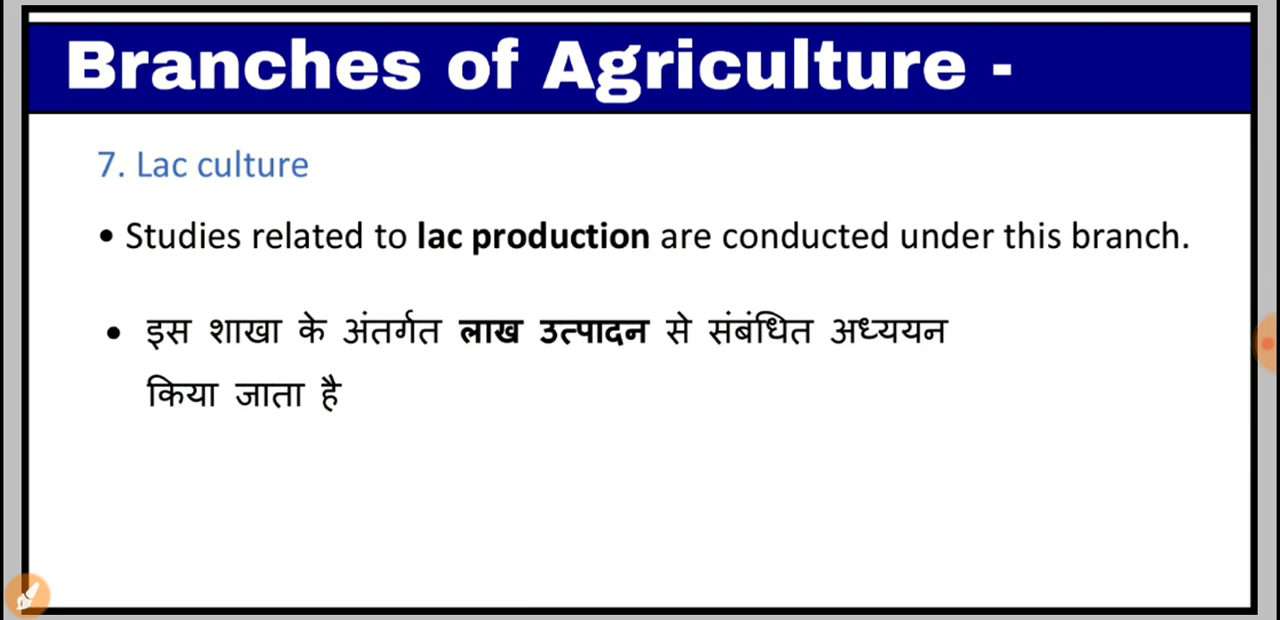 Branches of Agriculture -
7. Lac culture
• Studies related to lac production are conducted under this branch.
• इस शाखा के अंतर्गत लाख उत्पादन से संबंधित अध्ययन
किया जाता है